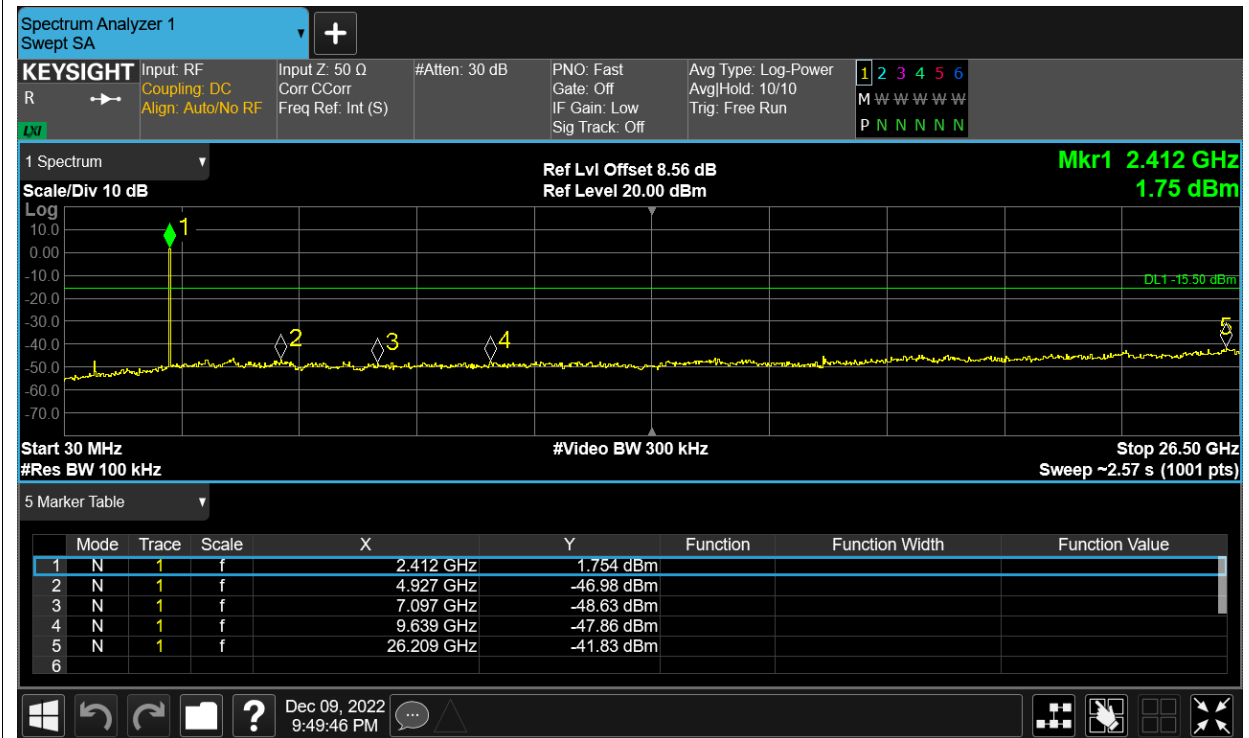 Spectrum Analyzer 1
Swept SA
+
KEYSIGHT
R
LXI
Input: RF
Coupling: DC
Align: Auto/No RF
Input Z: 50 Ω
Corr CCorr
Freq Ref: Int (S)
#Atten: 30 dB
PNO: Fast
Gate: Off
IF Gain: Low
Sig Track: Off
Avg Type: Log-Power
Avg|Hold: 10/10
Trig: Free Run
1 2 3 4 5 6
M W W W W W
P N N N N N
1 Spectrum
Scale/Div 10 dB
Ref Lvl Offset 8.56 dB
Ref Level 20.00 dBm
Mkr1 2.412 GHz
1.75 dBm
Log
10.0
0.00
-10.0
-20.0
-30.0
-40.0
-50.0
-60.0
-70.0
1
2
3
4
5
DL1 -15.50 dBm
Start 30 MHz
#Res BW 100 kHz
#Video BW 300 kHz
Stop 26.50 GHz
Sweep ~2.57 s (1001 pts)
5 Marker Table
Mode Trace Scale X Y Function Function Width Function Value
1 N 1 f 2.412 GHz 1.754 dBm
2 N 1 f 4.927 GHz -46.98 dBm
3 N 1 f 7.097 GHz -48.63 dBm
4 N 1 f 9.639 GHz -47.86 dBm
5 N 1 f 26.209 GHz -41.83 dBm
6
?
Dec 09, 2022
9:49:46 PM